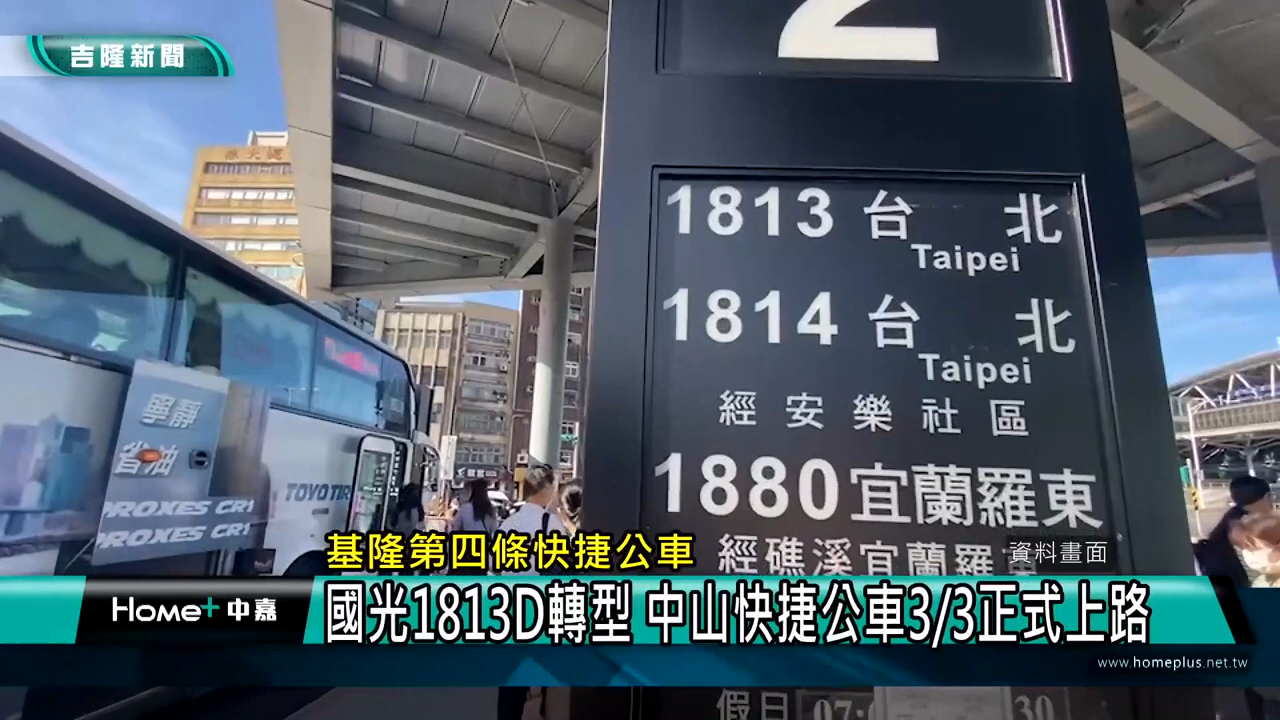 吉隆新聞
2
1813 台北
Taipei
1814 台北
Taipei
經安樂社區
1880 宜蘭羅東
經礁溪宜蘭羅
寧靜
省油
TOYO TIR
PROXES CR1
PROXES CR1
資料畫面
基隆第四條快捷公車
Home+中嘉
國光1813D轉型 中山快捷公車3/3正式上路
www.homeplus.net.tw
假日 07: 30